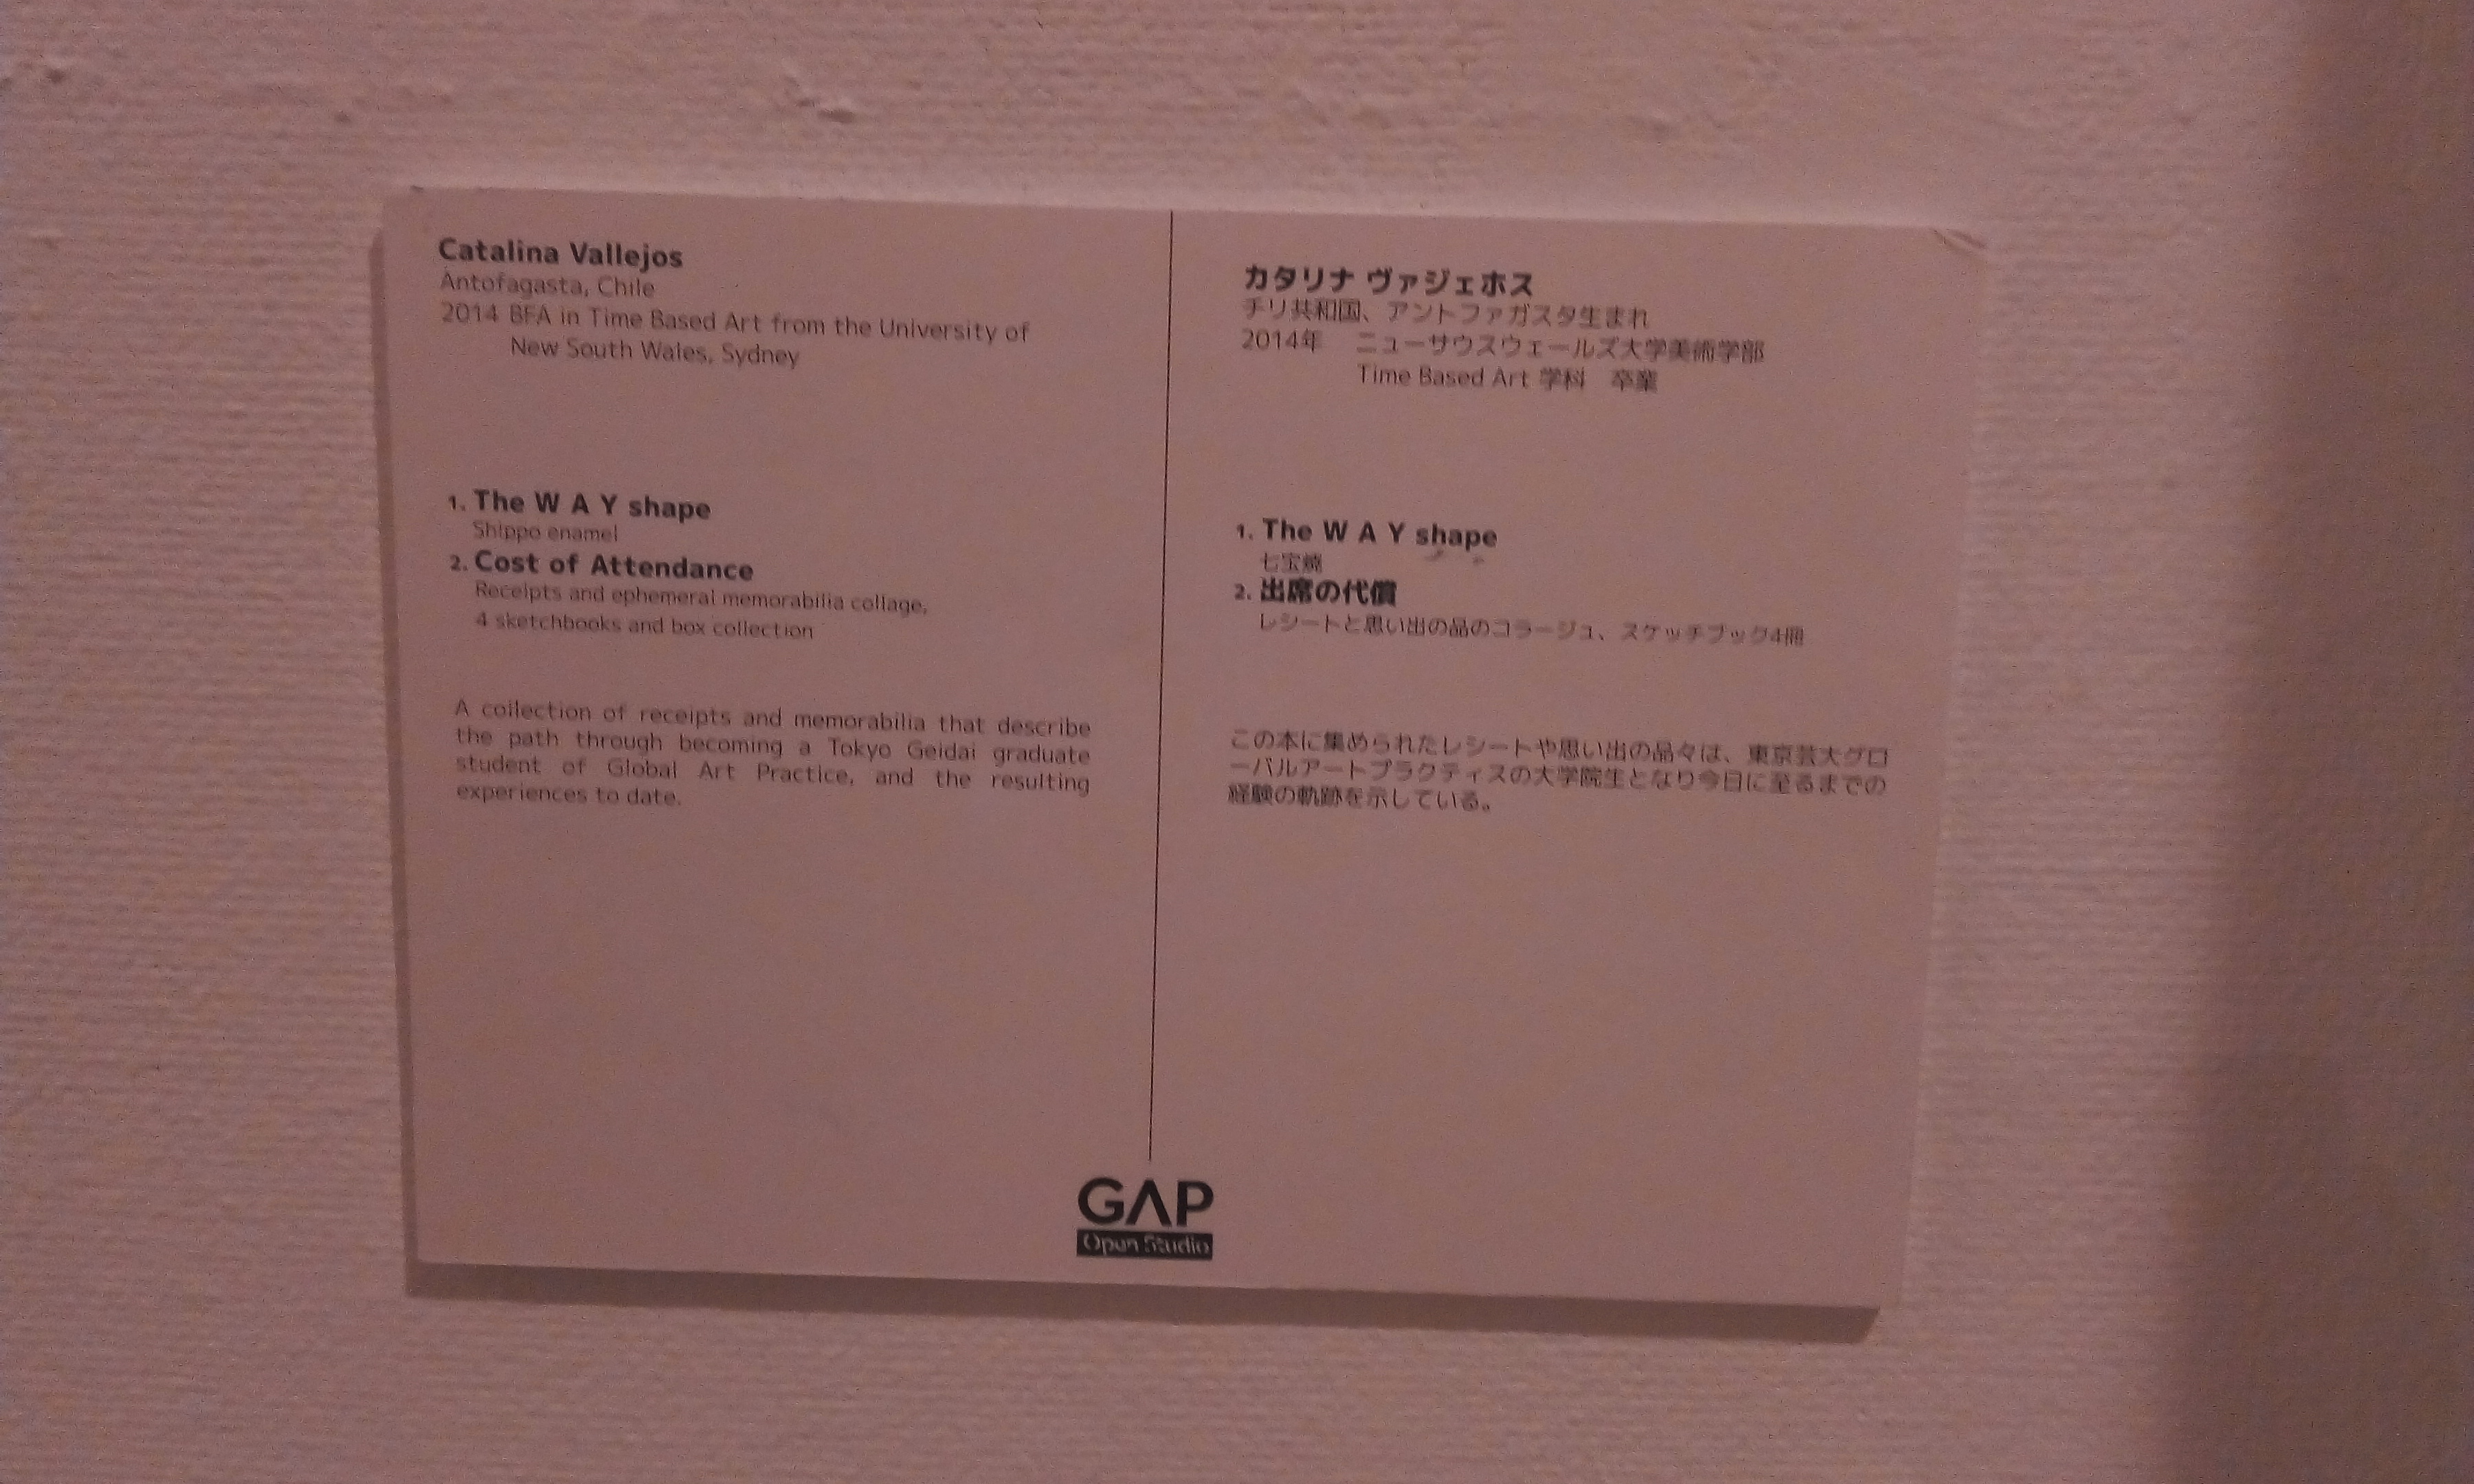 Catalina Vallejos
Antofagasta, Chile
2014 BFA in Time Based Art from the University of
New South Wales, Sydney
1. The W A Y shape
Shippo enamel
2. Cost of Attendance
Receipts and ephemeral memorabilia collage,
4 sketchbooks and box collection
A collection of receipts and memorabilia that describe
the path through becoming a Tokyo Geidai graduate
student of Global Art Practice, and the resulting
experiences to date.
カタリナ ヴァジェホス
チリ共和国、アントファガスタ生まれ
2014年 ニューサウスウェールズ大学美術学部
Time Based Art 学科 卒業
1. The W A Y shape
七宝焼
2. 出席の代償
レシートと思い出の品のコラージュ、スケッチブック4冊
この本に集められたレシートや思い出の品々は、東京芸大グロ
ーバルアートプラクティスの大学院生となり今日に至るまでの
経験の軌跡を示している。
GAP
Open Studio